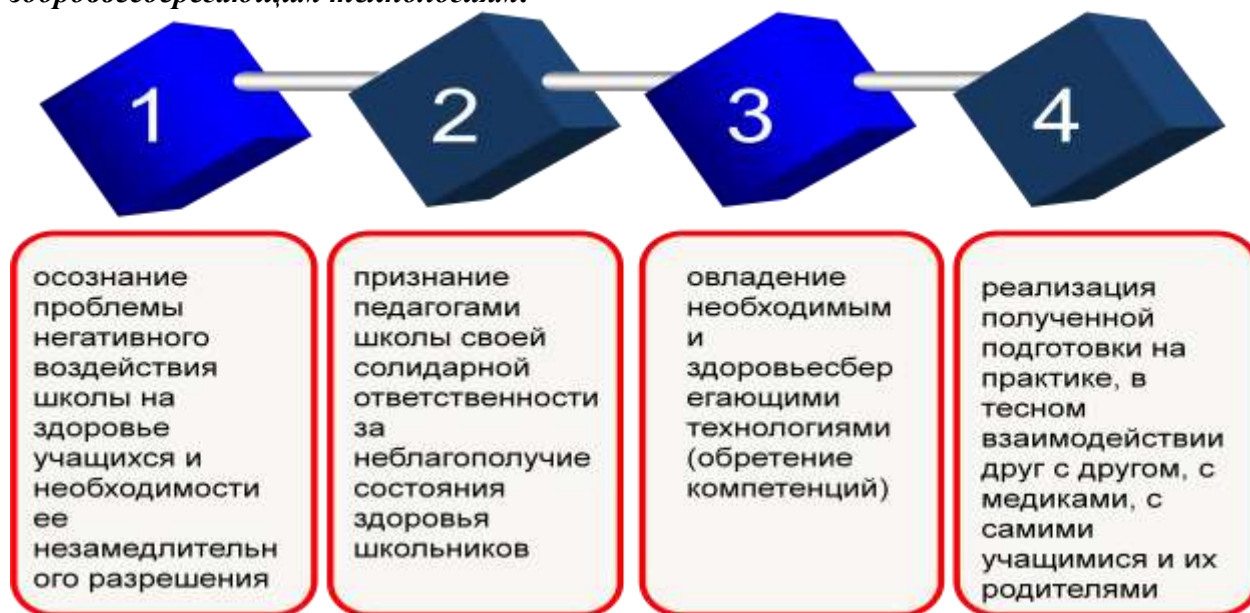 здоровьесберегающим технологиям:
1
2
3
4
осознание
проблемы
негативного
воздействия
школы на
здоровье
учащихся и
необходимости
ее
незамедлительн
ого разрешения
признание
педагогами
школы своей
солидарной
ответственности
за
неблагополучие
состояния
здоровья
школьников
овладение
необходимым
и
здоровьесбер
егающими
технологиями
(обретение
компетенций)
реализация
полученной
подготовки на
практике, в
тесном
взаимодействии
друг с другом, с
медиками, с
самими
учащимися и их
родителями